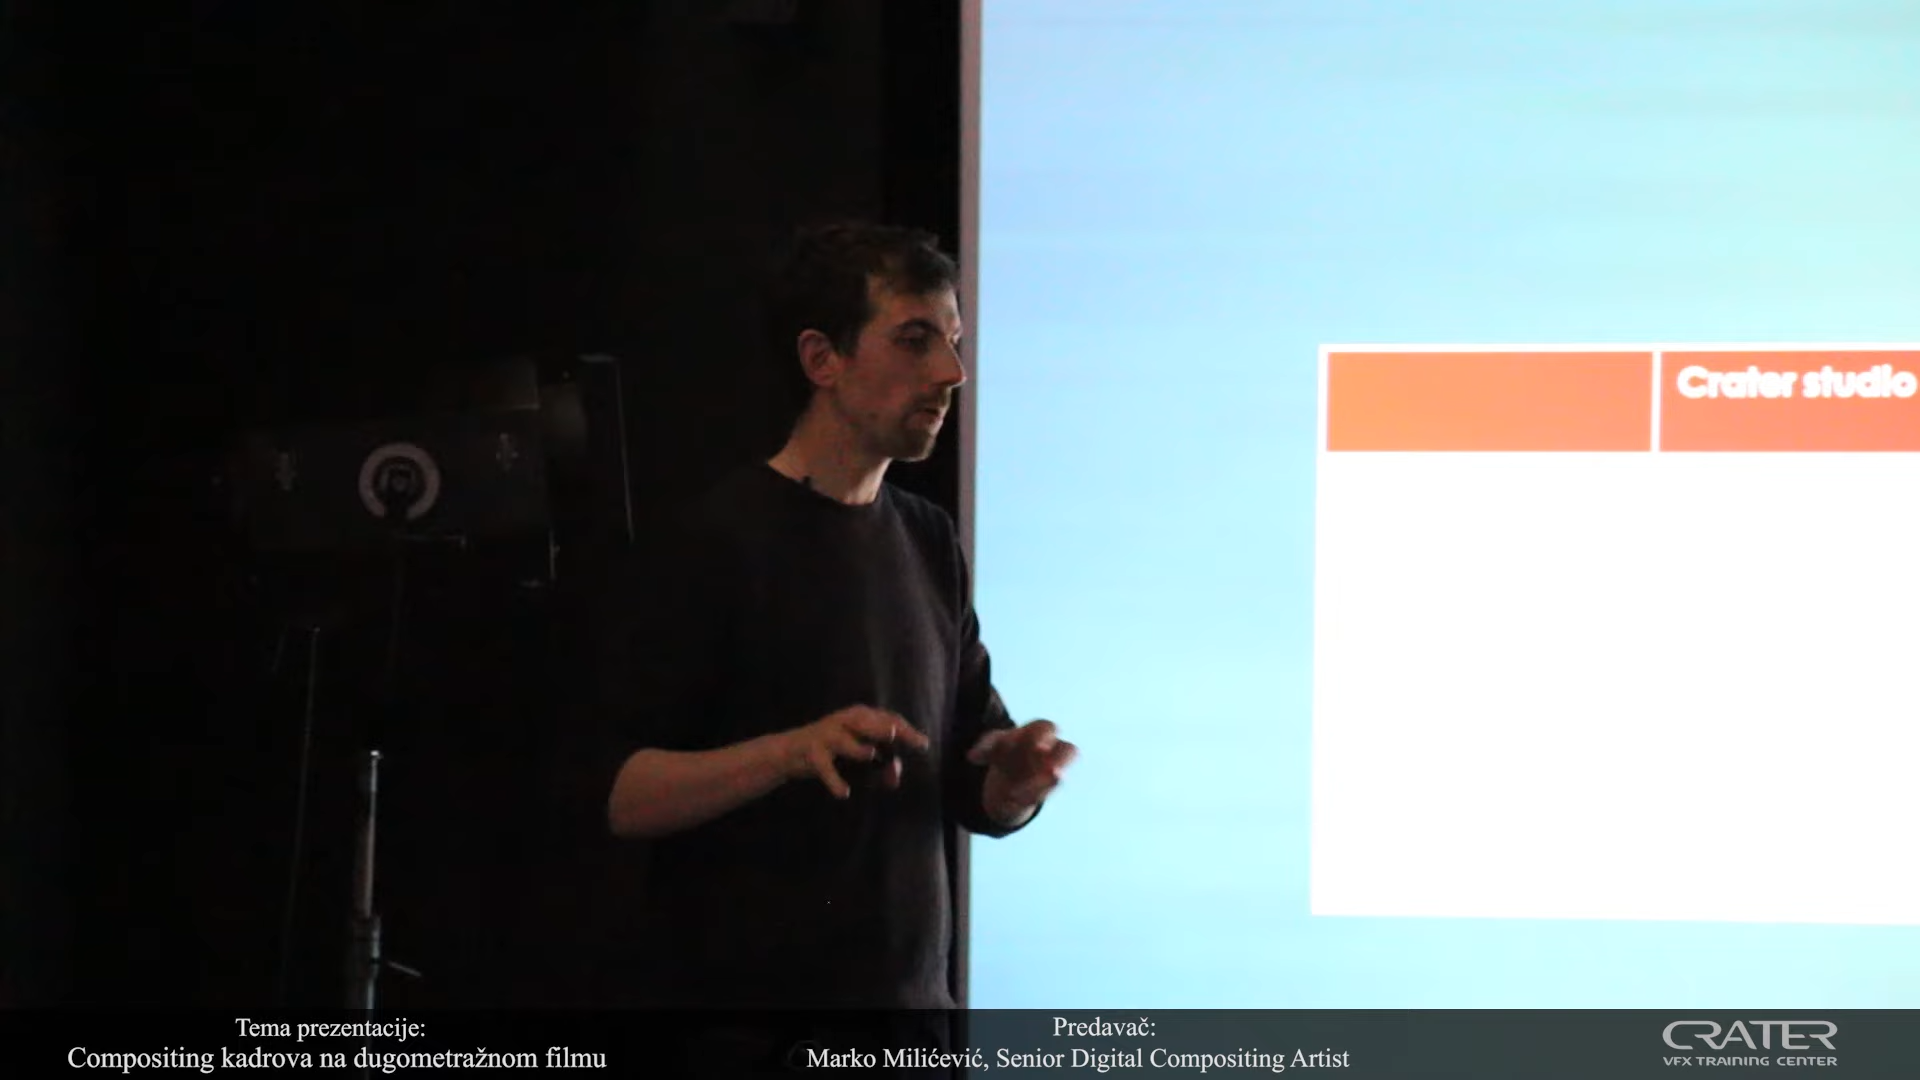 Crater studio
Tema prezentacije:
Compositing kadrova na dugometražnom filmu
Predavač:
Marko Milićević, Senior Digital Compositing Artist
CRATER
VFX TRAINING CENTER